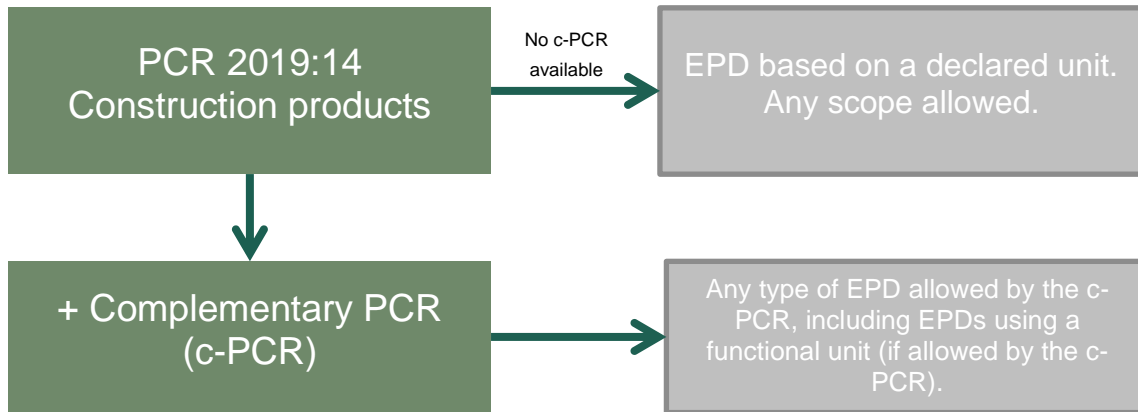 PCR 2019:14
Construction products
No c-PCR
available
EPD based on a declared unit.
Any scope allowed.
+ Complementary PCR
(c-PCR)
Any type of EPD allowed by the c-
PCR, including EPDs using a
functional unit (if allowed by the c-
PCR).